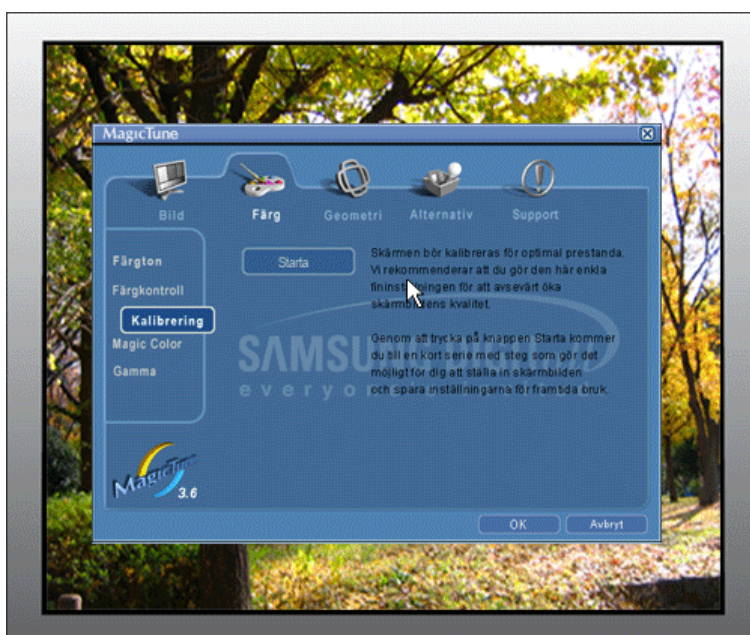 MagicTune
Bild
Färg
Geometri
Alternativ
Support
Färgton
Färgkontroll
Kalibrering
Magic Color
Gamma
Starta
Skärmen bör kalibreras för optimal prestanda.
Vi rekommenderar att du gör den här enkla
fininställningen för att avsevärt öka
skärmbildens kvalitet.
Genom att trycka på knappen Starta kommer
du till en kort serie med steg som gör det
möjligt för dig att ställa in skärmbilden
och spara inställningarna för framtida bruk.
MagicTune
3.6
OK
Avbryt